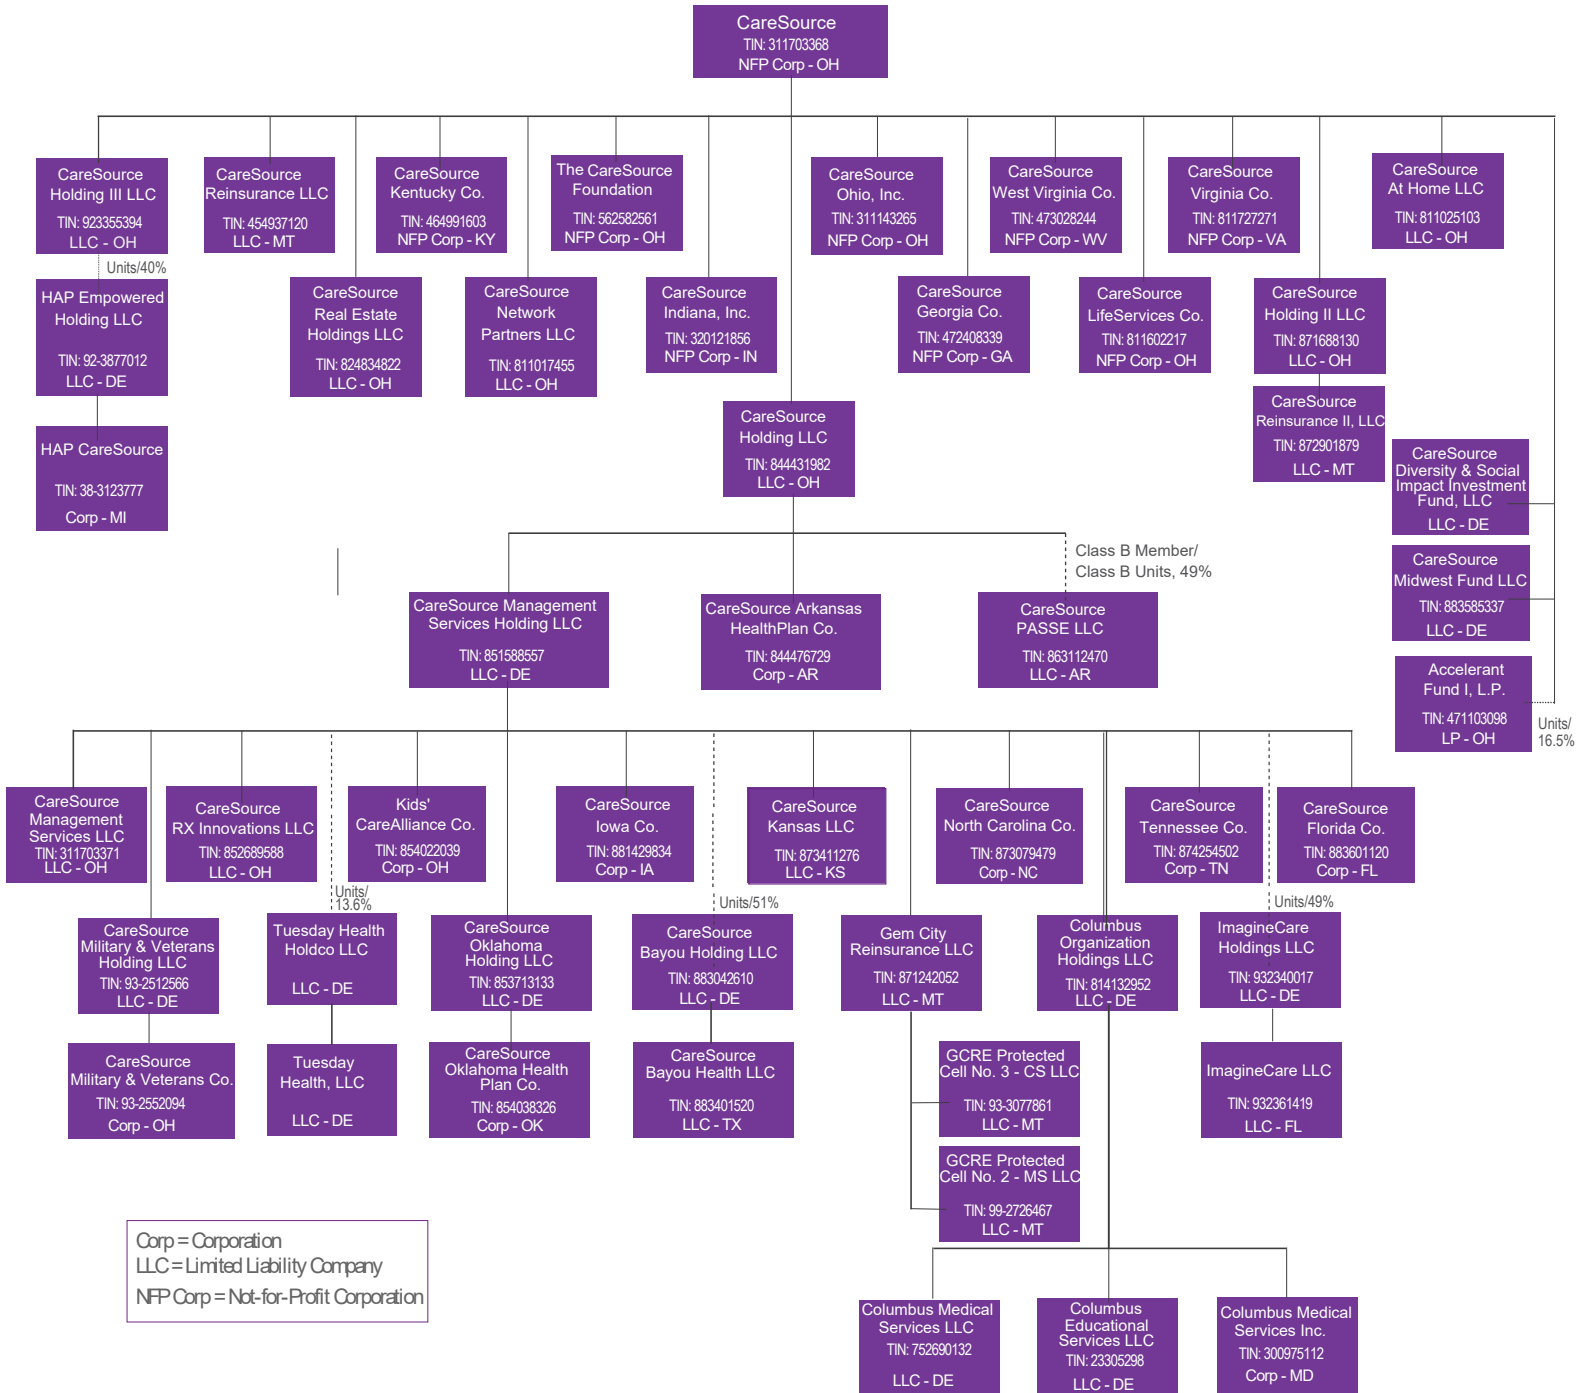 CareSource
TIN: 311703368
NFP Corp - OH
CareSource
Holding III LLC
TIN: 923355394
LLC - OH
CareSource
Reinsurance LLC
TIN: 454937120
LLC - MT
CareSource
Kentucky Co.
TIN: 464991603
NFP Corp - KY
The CareSource
Foundation
TIN: 562582561
NFP Corp - OH
CareSource
Ohio, Inc.
TIN: 311143265
NFP Corp - OH
CareSource
West Virginia Co.
TIN: 473028244
NFP Corp - WV
CareSource
Virginia Co.
TIN: 811727271
NFP Corp - VA
CareSource
At Home LLC
TIN: 811025103
LLC - OH
Units/40%
HAP Empowered
Holding LLC
TIN: 92-3877012
LLC - DE
CareSource
Real Estate
Holdings LLC
TIN: 824834822
LLC - OH
CareSource
Network
Partners LLC
TIN: 811017455
LLC - OH
CareSource
Indiana, Inc.
TIN: 320121856
NFP Corp - IN
CareSource
Georgia Co.
TIN: 472408339
NFP Corp - GA
CareSource
LifeServices Co.
TIN: 811602217
NFP Corp - OH
CareSource
Holding II LLC
TIN: 871688130
LLC - OH
HAP CareSource
TIN: 38-3123777
Corp - MI
CareSource
Holding LLC
TIN: 844431982
LLC - OH
CareSource
Reinsurance II, LLC
TIN: 872901879
LLC - MT
CareSource
Diversity & Social
Impact Investment
Fund, LLC
LLC - DE
Class B Member/
Class B Units, 49%
CareSource
Midwest Fund LLC
TIN: 883585337
LLC - DE
CareSource Management
Services Holding LLC
TIN: 851588557
LLC - DE
CareSource Arkansas
HealthPlan Co.
TIN: 844476729
Corp - AR
CareSource
PASSE LLC
TIN: 863112470
LLC - AR
Accelerant
Fund I, L.P.
TIN: 471103098
LP - OH
Units/
16.5%
CareSource
Management
Services LLC
TIN: 311703371
LLC - OH
CareSource
RX Innovations LLC
TIN: 852689588
LLC - OH
Kids'
CareAlliance Co.
TIN: 854022039
Corp - OH
CareSource
Iowa Co.
TIN: 881429834
Corp - IA
CareSource
Kansas LLC
TIN: 873411276
LLC - KS
CareSource
North Carolina Co.
TIN: 873079479
Corp - NC
CareSource
Tennessee Co.
TIN: 874254502
Corp - TN
CareSource
Florida Co.
TIN: 883601120
Corp - FL
Units/
13.6%
Units/51%
Units/49%
CareSource
Military & Veterans
Holding LLC
TIN: 93-2512566
LLC - DE
Tuesday Health
Holdco LLC
LLC - DE
CareSource
Oklahoma
Holding LLC
TIN: 853713133
LLC - DE
CareSource
Bayou Holding LLC
TIN: 883042610
LLC - DE
Gem City
Reinsurance LLC
TIN: 871242052
LLC - MT
Columbus
Organization
Holdings LLC
TIN: 814132952
LLC - DE
ImagineCare
Holdings LLC
TIN: 932340017
LLC - DE
CareSource
Military & Veterans Co.
TIN: 93-2552094
Corp - OH
Tuesday
Health, LLC
LLC - DE
CareSource
Oklahoma Health
Plan Co.
TIN: 854038326
Corp - OK
CareSource
Bayou Health LLC
TIN: 883401520
LLC - TX
GCRE Protected
Cell No. 3 - CS LLC
TIN: 93-3077861
LLC - MT
ImagineCare LLC
TIN: 932361419
LLC - FL
GCRE Protected
Cell No. 2 - MS LLC
TIN: 99-2726467
LLC - MT
Corp = Corporation
LLC = Limited Liability Company
NFP Corp = Not-for-Profit Corporation
Columbus Medical
Services LLC
TIN: 752690132
LLC - DE
Columbus
Educational
Services LLC
TIN: 23305298
LLC - DE
Columbus Medical
Services Inc.
TIN: 300975112
Corp - MD